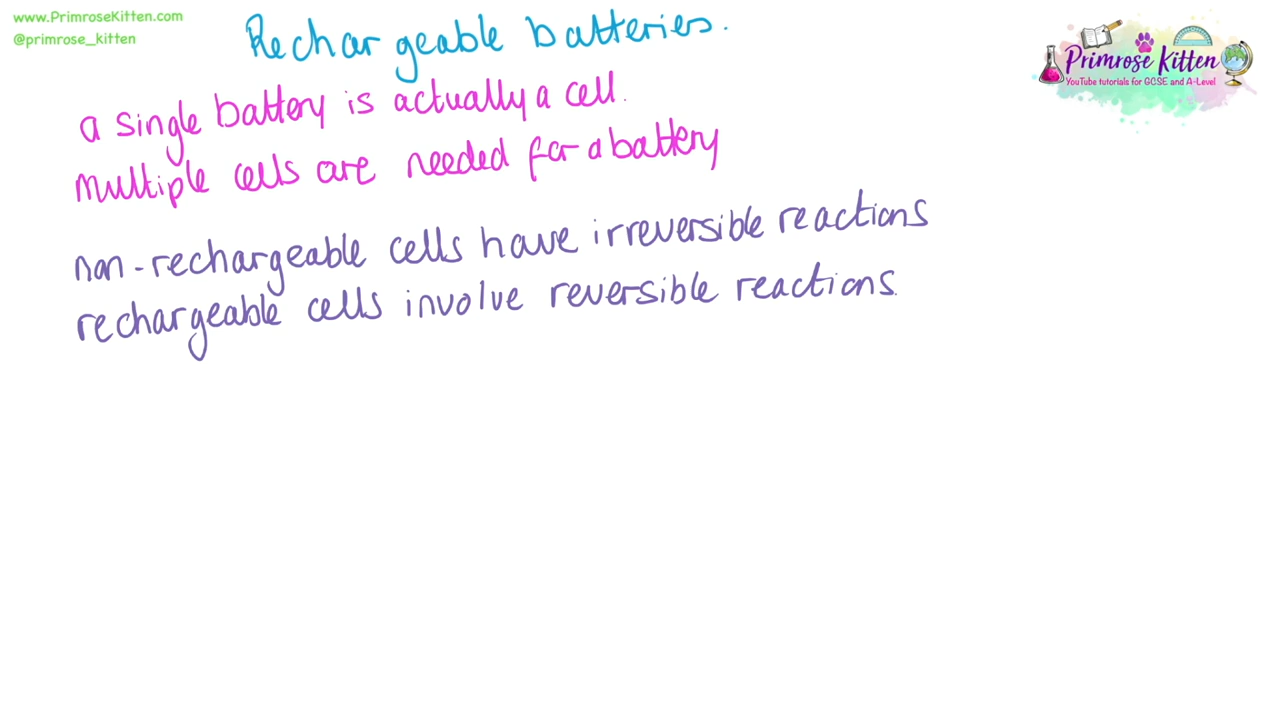 www.PrimroseKitten.com
@primrose_kitten
Rechargeable batteries.
Primrose Kitten
YouTube tutorials for GCSE and A-Level
a single battery is actually a cell.
Multiple cells are needed for a battery
non-rechargeable cells have irreversible reactions
rechargeable cells involve reversible reactions.